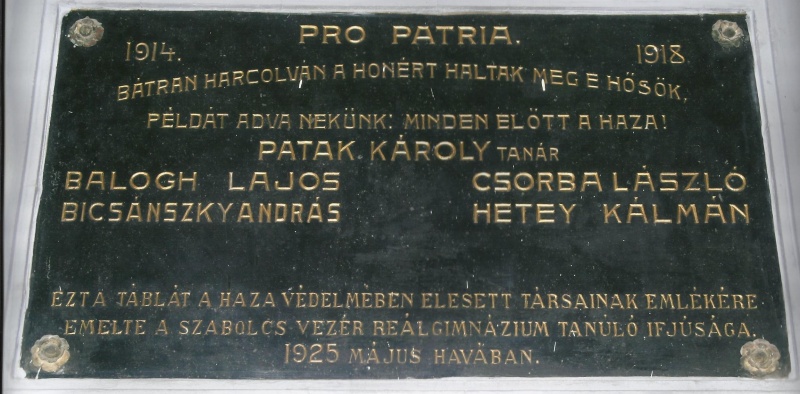 PRO PATRIA.
1914. 1918.
BÁTRAN HARCOLVÁN A HONÉRT HALTAK MEG E HŐSÖK,
PÉLDÁT ADVA NEKÜNK: MINDEN ELŐTT A HAZA!
PATAK KÁROLY TANÁR
BALOGH LAJOS CSORBA LÁSZLÓ
BICSÁNSZKY ANDRÁS HETEY KÁLMÁN
EZT A TÁBLÁT A HAZA VÉDELMÉBEN ELESETT TÁRSAINAK EMLÉKÉRE
EMELTE A SZABOLCS VEZÉR REÁLGIMNÁZIUM TANULÓ IFJÚSÁGA.
1925 MÁJUS HAVÁBAN.